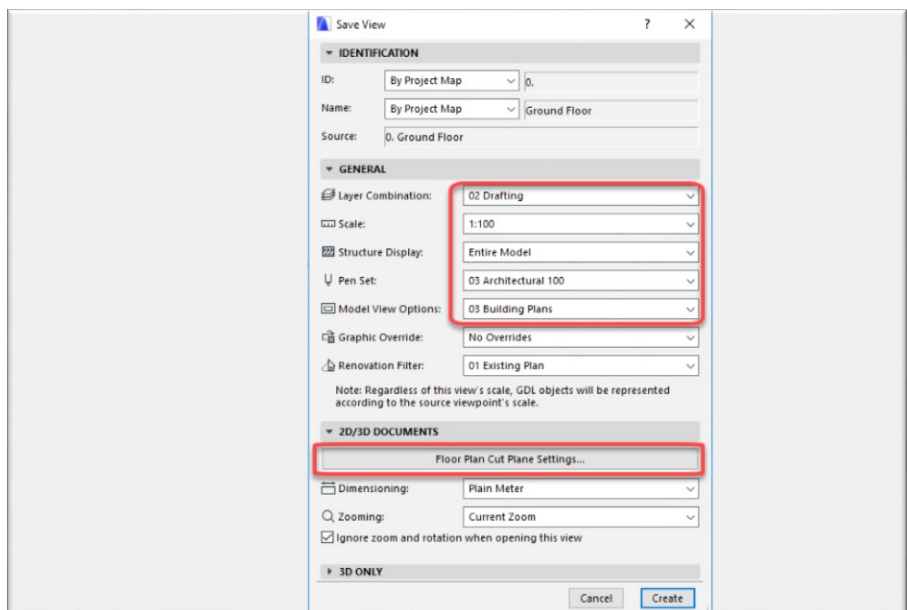 Save View
IDENTIFICATION
ID: By Project Map 0.
Name: By Project Map Ground Floor
Source: 0. Ground Floor
GENERAL
Layer Combination: 02 Drafting
Scale: 1:100
Structure Display: Entire Model
Pen Set: 03 Architectural 100
Model View Options: 03 Building Plans
Graphic Override: No Overrides
Renovation Filter: 01 Existing Plan
Note: Regardless of this view's scale, GDL objects will be represented
according to the source viewpoint's scale.
2D/3D DOCUMENTS
Floor Plan Cut Plane Settings...
Dimensioning: Plain Meter
Zooming: Current Zoom
Ignore zoom and rotation when opening this view
3D ONLY
Cancel Create